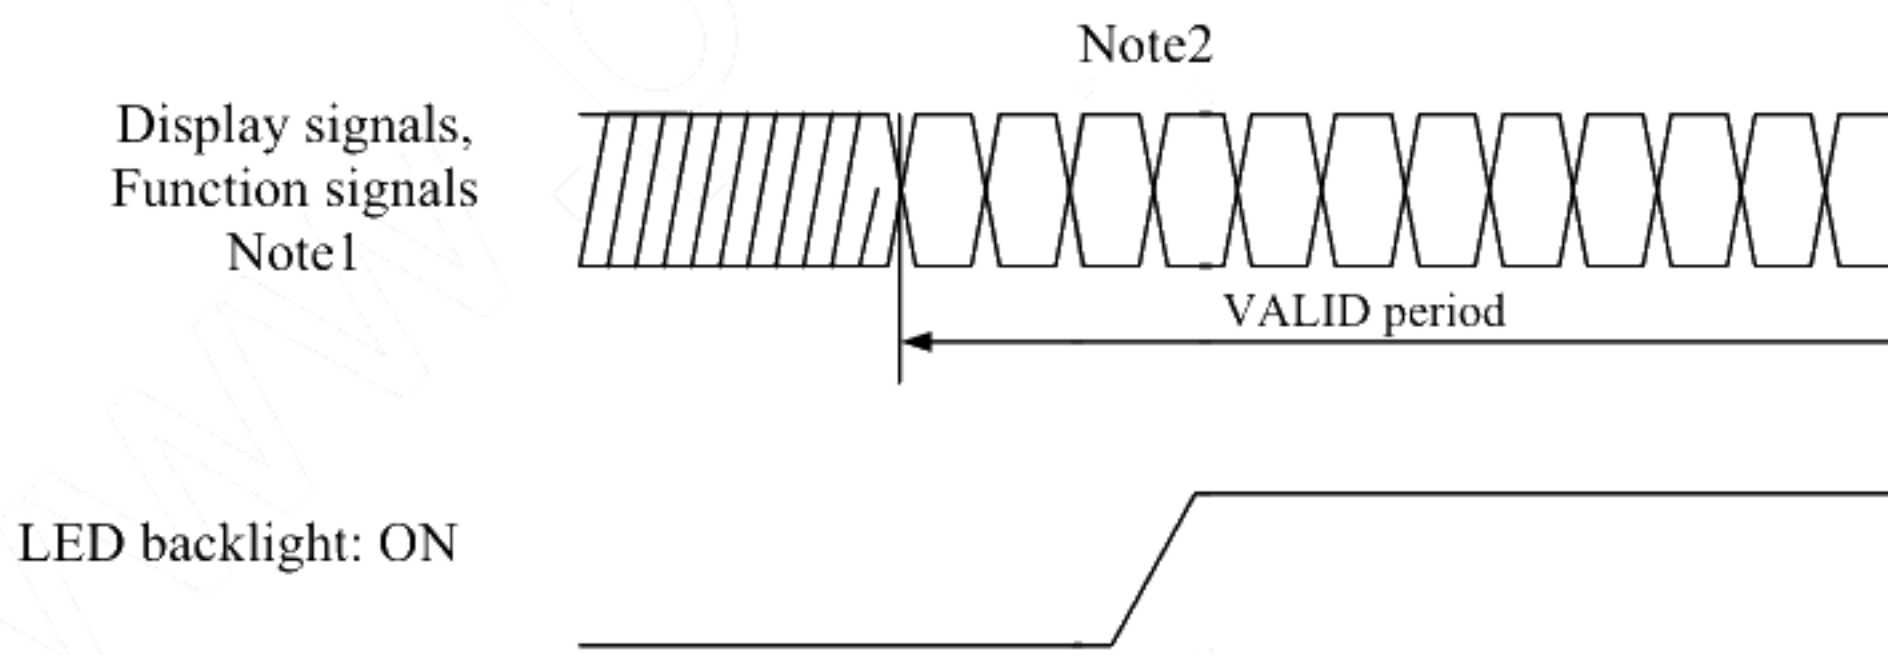 Note2
Display signals,
Function signals
Note1
VALID period
LED backlight: ON